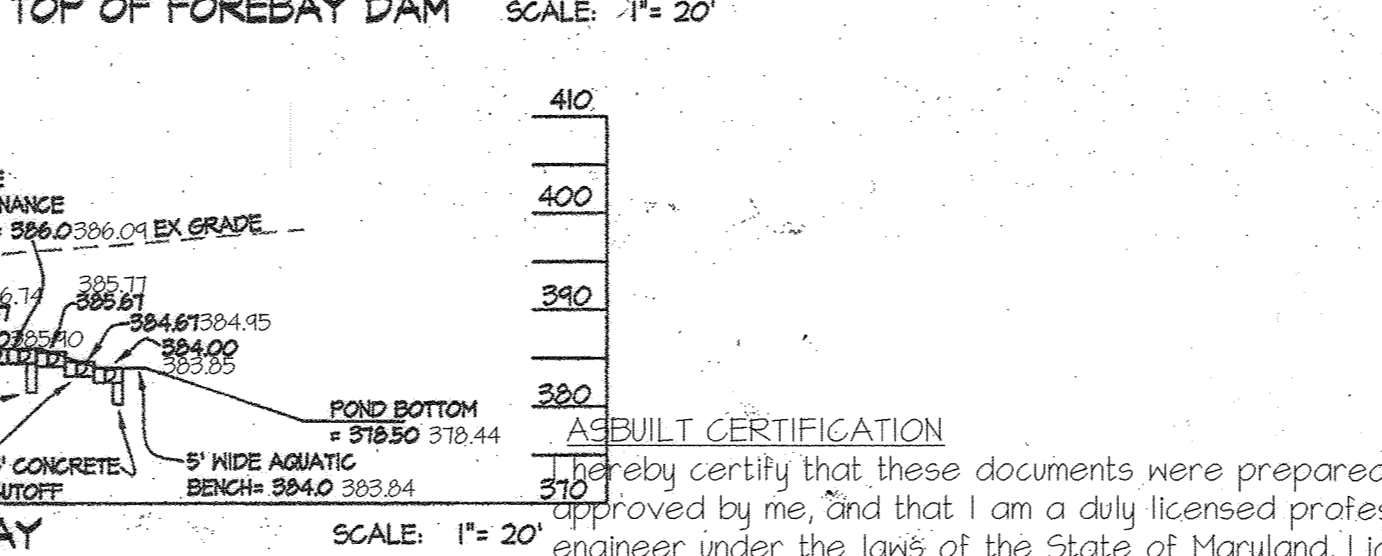 TOP OF FOREBAY DAM SCALE: 1"= 20'
410
400
NANCE
= 386.0 386.09 EX GRADE
390
385.77
6.74 385.67
384.67 384.95
385.90 384.00
383.85
380
POND BOTTOM
= 378.50 378.44
CONCRETE 5' WIDE AQUATIC
CUTOFF BENCH= 384.0 383.84
370
SCALE: 1"= 20'
ASBUILT CERTIFICATION
I hereby certify that these documents were prepared
approved by me, and that I am a duly licensed profes
engineer under the laws of the State of Maryland, Lic